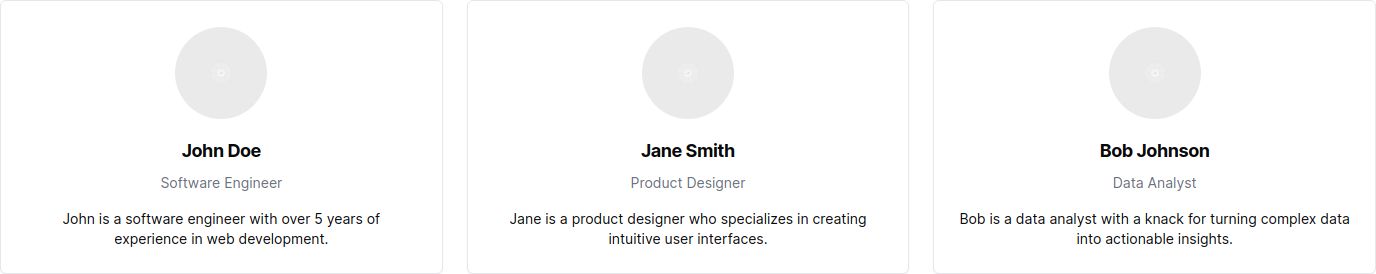 John Doe
Software Engineer
John is a software engineer with over 5 years of
experience in web development.
Jane Smith
Product Designer
Jane is a product designer who specializes in creating
intuitive user interfaces.
Bob Johnson
Data Analyst
Bob is a data analyst with a knack for turning complex data
into actionable insights.